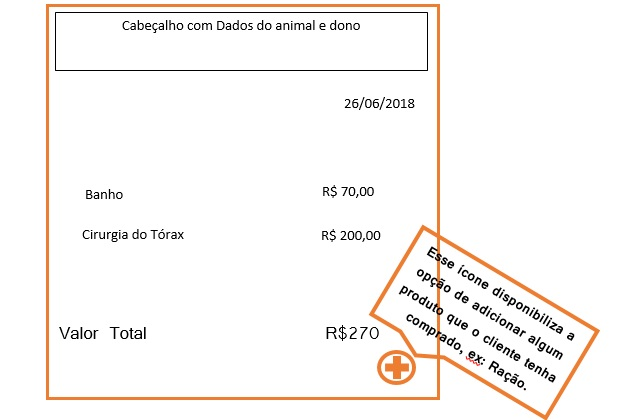 Cabeçalho com Dados do animal e dono
26/06/2018
Banho R$ 70,00
Cirurgia do Tórax R$ 200,00
Valor Total R$270
Esse ícone disponibiliza a
opção de adicionar algum
produto que o cliente tenha
comprado, ex: Ração.